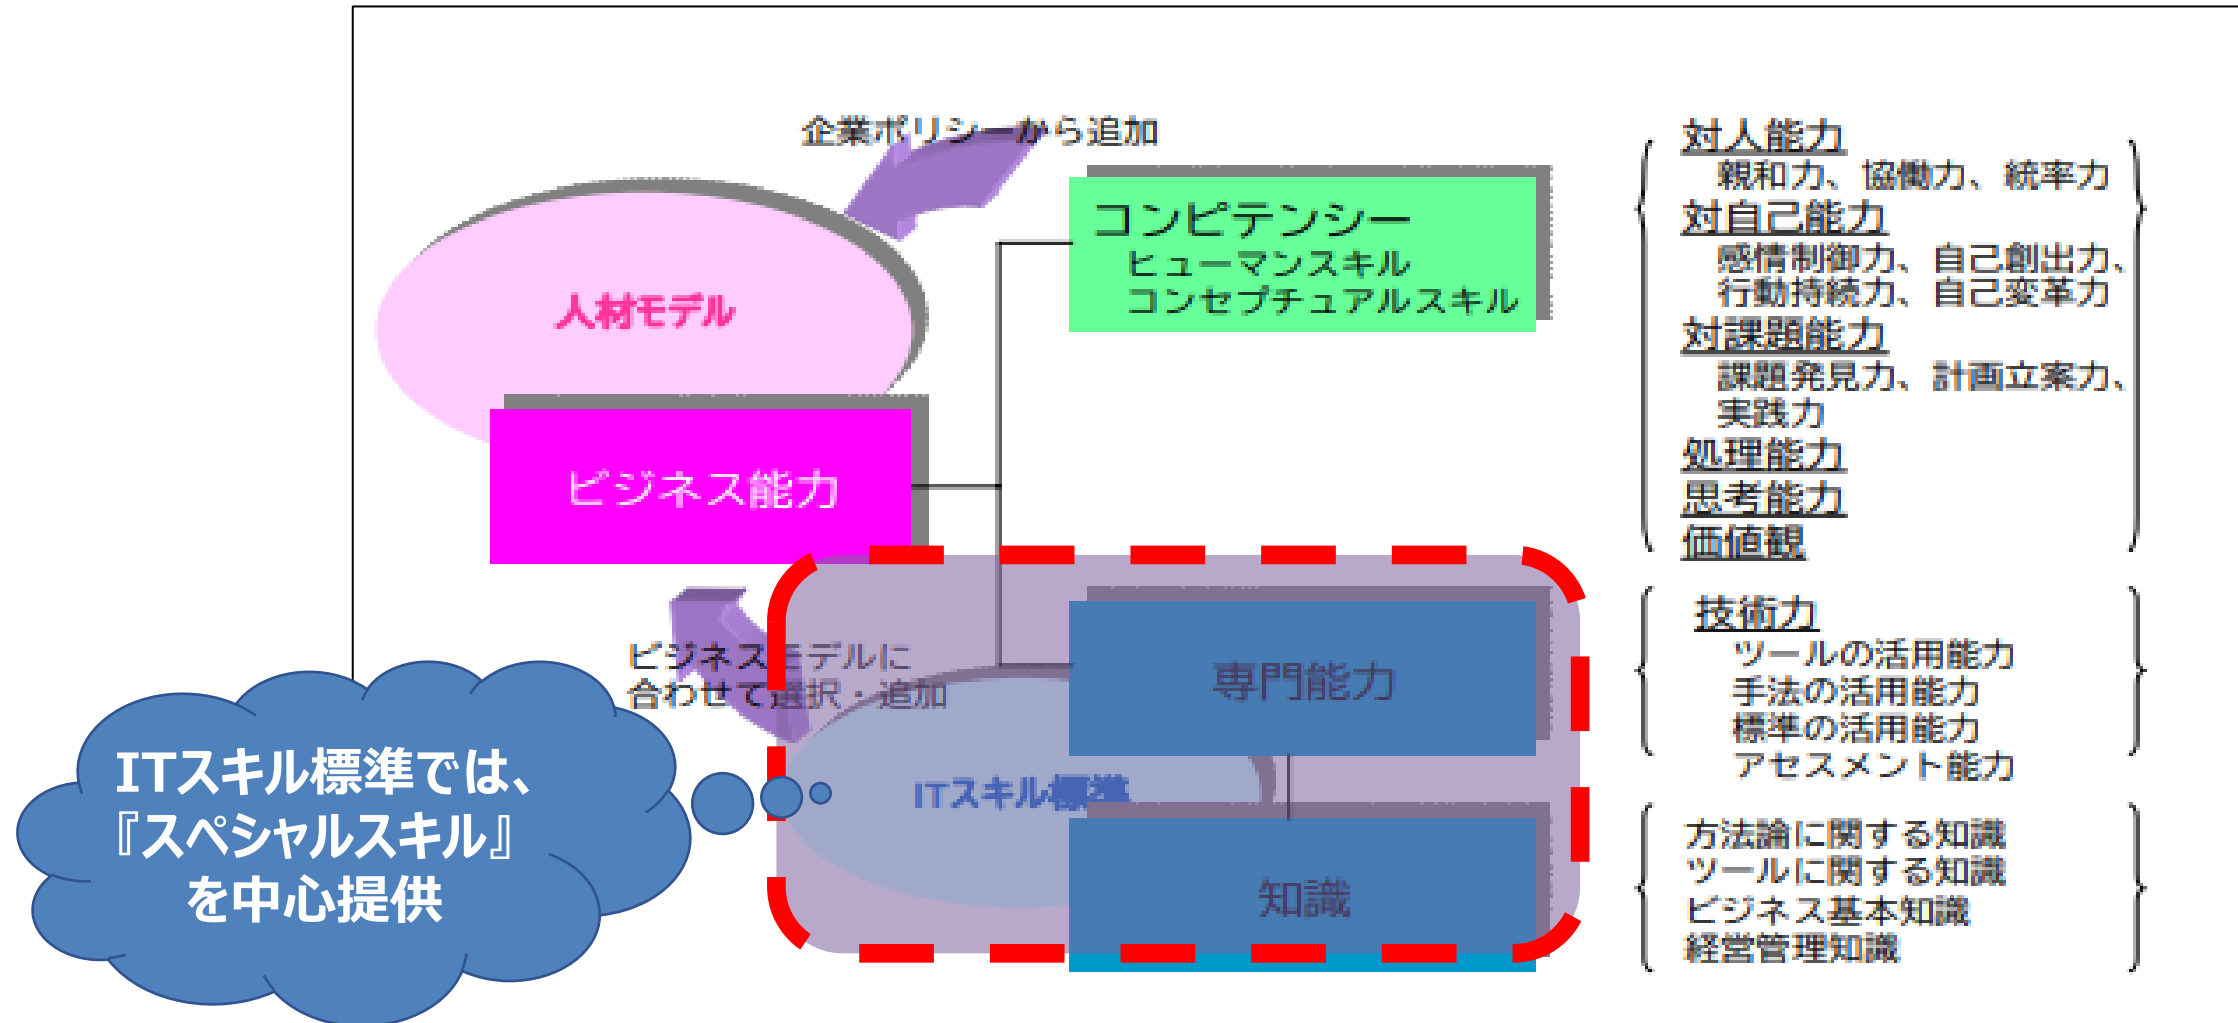 企業ポリシーから追加
人材モデル
コンピテンシー
ヒューマンスキル
コンセプチュアルスキル
ビジネス能力
ビジネスモデルに
合わせて選択・追加
専門能力
ITスキル標準
知識
ITスキル標準では、
『スペシャルスキル』
を中心提供
対人能力
親和力、協働力、統率力
対自己能力
感情制御力、自己創出力、
行動持続力、自己変革力
対課題能力
課題発見力、計画立案力、
実践力
処理能力
思考能力
価値観
技術力
ツールの活用能力
手法の活用能力
標準の活用能力
アセスメント能力
方法論に関する知識
ツールに関する知識
ビジネス基本知識
経営管理知識